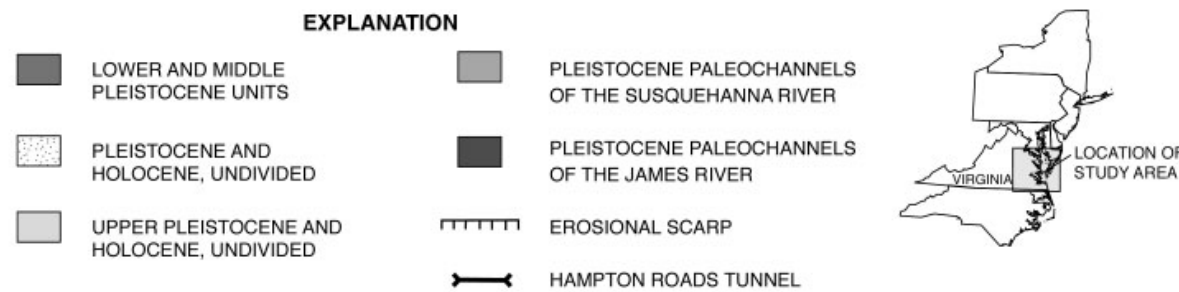 EXPLANATION
LOWER AND MIDDLE
PLEISTOCENE UNITS
PLEISTOCENE AND
HOLOCENE, UNDIVIDED
UPPER PLEISTOCENE AND
HOLOCENE, UNDIVIDED
PLEISTOCENE PALEOCHANNELS
OF THE SUSQUEHANNA RIVER
PLEISTOCENE PALEOCHANNELS
OF THE JAMES RIVER
EROSIONAL SCARP
HAMPTON ROADS TUNNEL
LOCATION OF
STUDY AREA
VIRGINIA